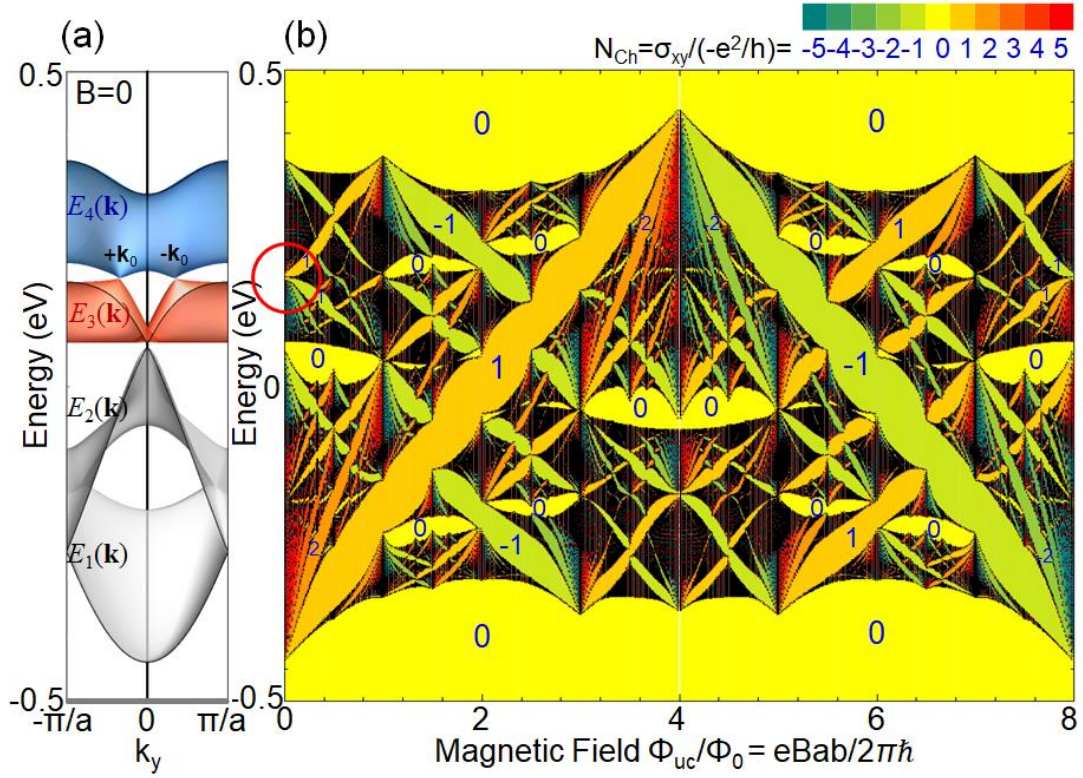 (a)
(b)
N_Ch=σ_xy/(-e²/h)=
-5-4-3-2-1 0 1 2 3 4 5
0.5
B=0
E₄(k)
+k₀ -k₀
E₃(k)
E₂(k)
E₁(k)
Energy (eV)
0
-0.5
-π/a 0 π/a
k_y
0.5
0 0
-1 0 2 -2 0 1
1 0 0 1
1 1
0 0
1 0 0 -1
0 0
2 0 -1 1 0 -2
0 0
Energy (eV)
0
-0.5
0 2 4 6 8
Magnetic Field Φ_uc/Φ₀ = eBab/2πℏ